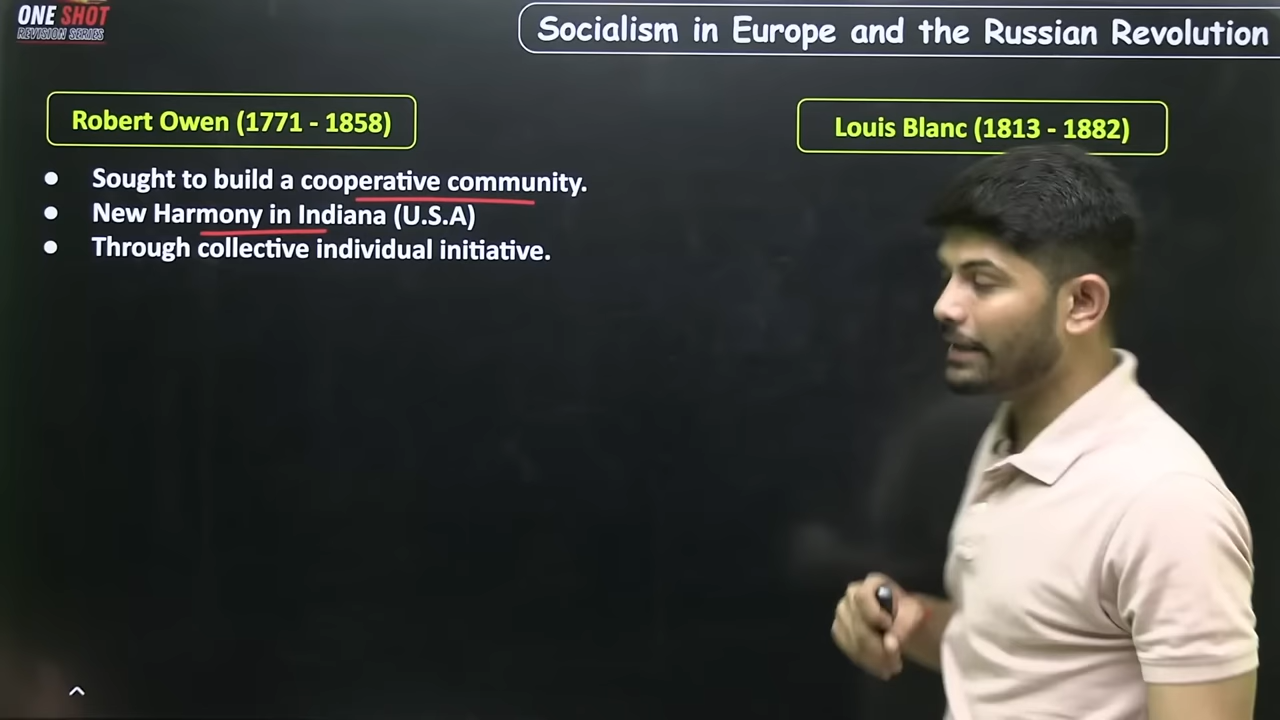 ONE SHOT
REVISION SERIES
Socialism in Europe and the Russian Revolution
Robert Owen (1771 - 1858)
Louis Blanc (1813 - 1882)
● Sought to build a cooperative community.
● New Harmony in Indiana (U.S.A)
● Through collective individual initiative.